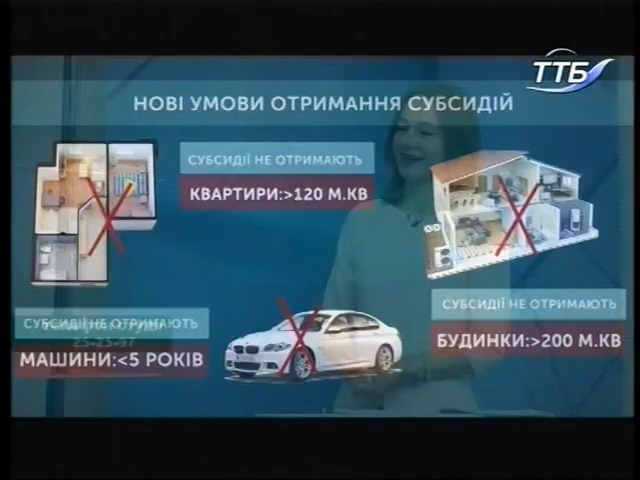 ТТБ
НОВІ УМОВИ ОТРИМАННЯ СУБСИДІЙ
СУБСИДІЇ НЕ ОТРИМАЮТЬ
КВАРТИРИ:>120 М.КВ
СУБСИДІЇ НЕ ОТРИМАЮТЬ
БУДИНКИ:>200 М.КВ
СУБСИДІЇ НЕ ОТРИМАЮТЬ
25-25-97
МАШИНИ:<5 РОКІВ